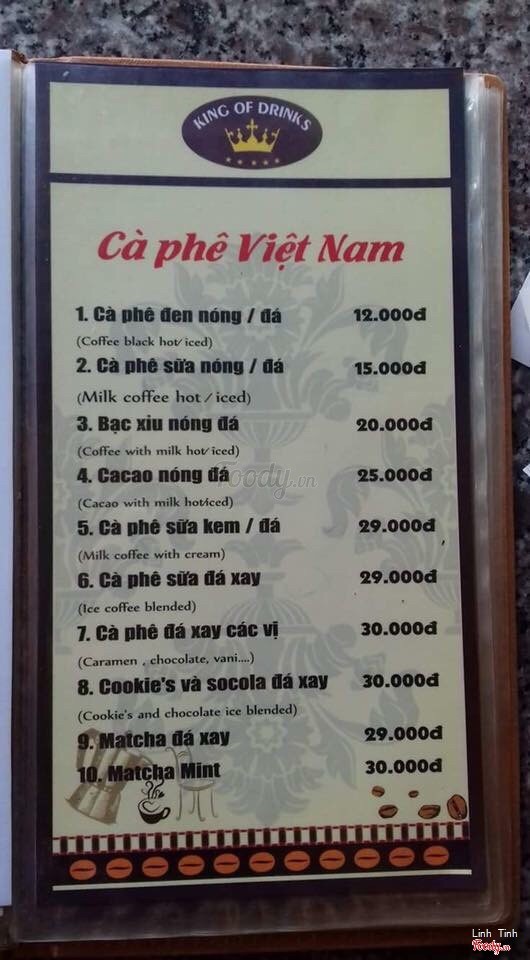 KING OF DRINKS
Cà phê Việt Nam
1. Cà phê đen nóng / đá 12.000đ
(Coffee black hot/ iced)
2. Cà phê sữa nóng / đá 15.000đ
(Milk coffee hot / iced)
3. Bạc xỉu nóng đá 20.000đ
(Coffee with milk hot/ iced)
4. Cacao nóng đá 25.000đ
(Cacao with milk hot/iced)
5. Cà phê sữa kem / đá 29.000đ
(Milk coffee with cream)
6. Cà phê sữa đá xay 29.000đ
(Ice coffee blended)
7. Cà phê đá xay các vị 30.000đ
(Caramen , chocolate, vani....)
8. Cookie's và socola đá xay 30.000đ
(Cookie's and chocolate ice blended)
9. Matcha đá xay 29.000đ
10. Matcha Mint 30.000đ
foody.vn
Linh Tinh
Foody.vn